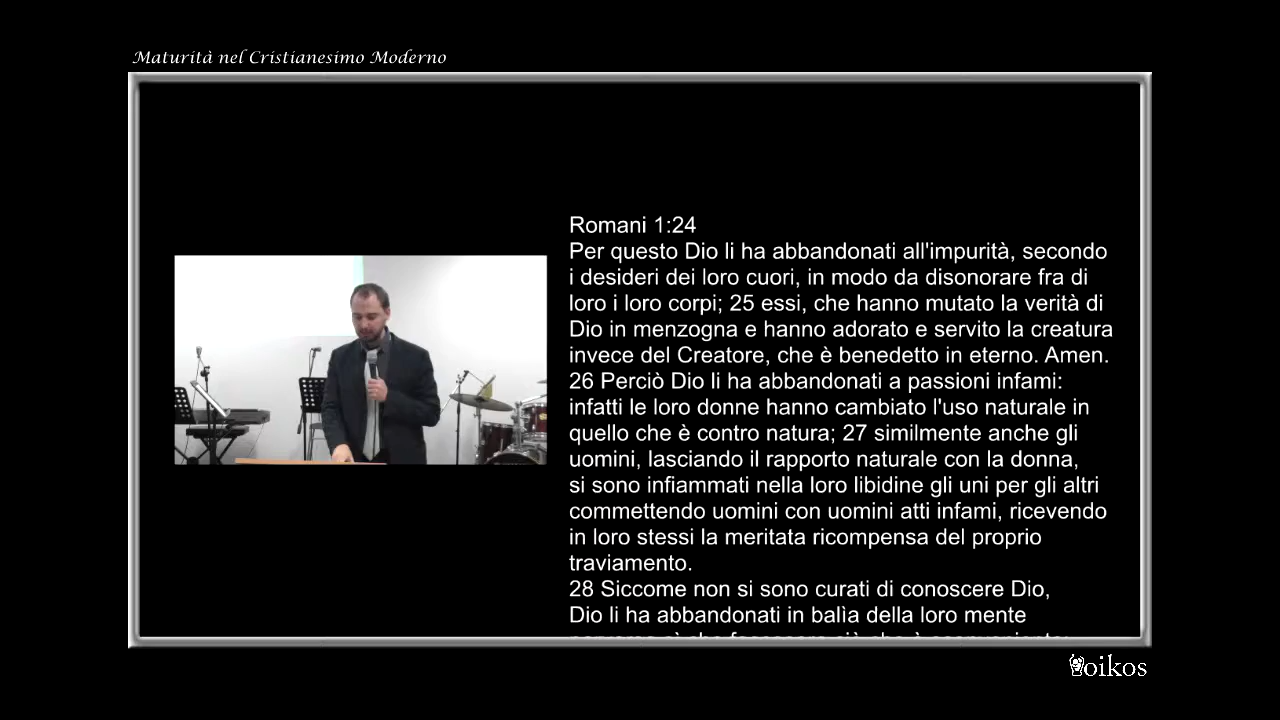 Maturità nel Cristianesimo Moderno
Romani 1:24
Per questo Dio li ha abbandonati all'impurità, secondo
i desideri dei loro cuori, in modo da disonorare fra di
loro i loro corpi; 25 essi, che hanno mutato la verità di
Dio in menzogna e hanno adorato e servito la creatura
invece del Creatore, che è benedetto in eterno. Amen.
26 Perciò Dio li ha abbandonati a passioni infami:
infatti le loro donne hanno cambiato l'uso naturale in
quello che è contro natura; 27 similmente anche gli
uomini, lasciando il rapporto naturale con la donna,
si sono infiammati nella loro libidine gli uni per gli altri
commettendo uomini con uomini atti infami, ricevendo
in loro stessi la meritata ricompensa del proprio
traviamento.
28 Siccome non si sono curati di conoscere Dio,
Dio li ha abbandonati in balìa della loro mente
oikos